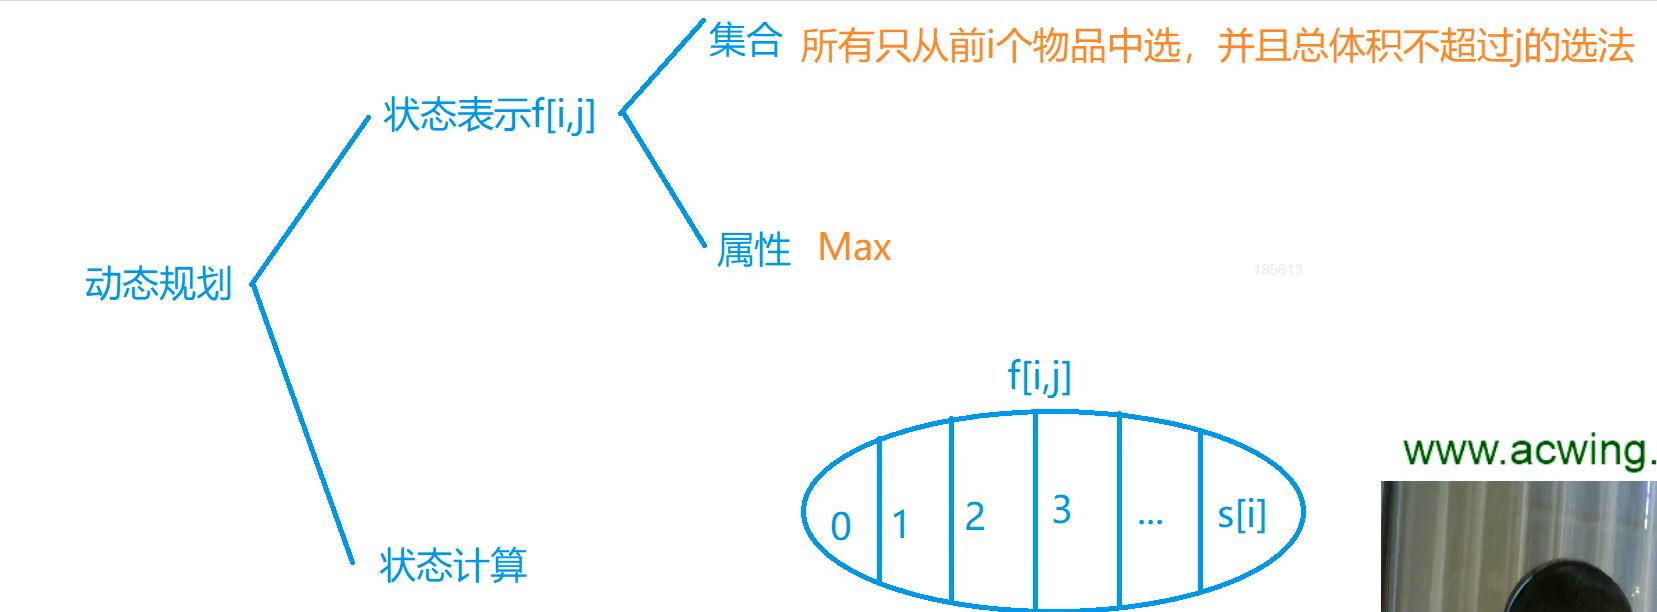 集合 所有只从前i个物品中选，并且总体积不超过j的选法
状态表示f[i,j]
属性 Max
动态规划
185613
f[i,j]
www.acwing.
0 1 2 3 ... s[i]
状态计算